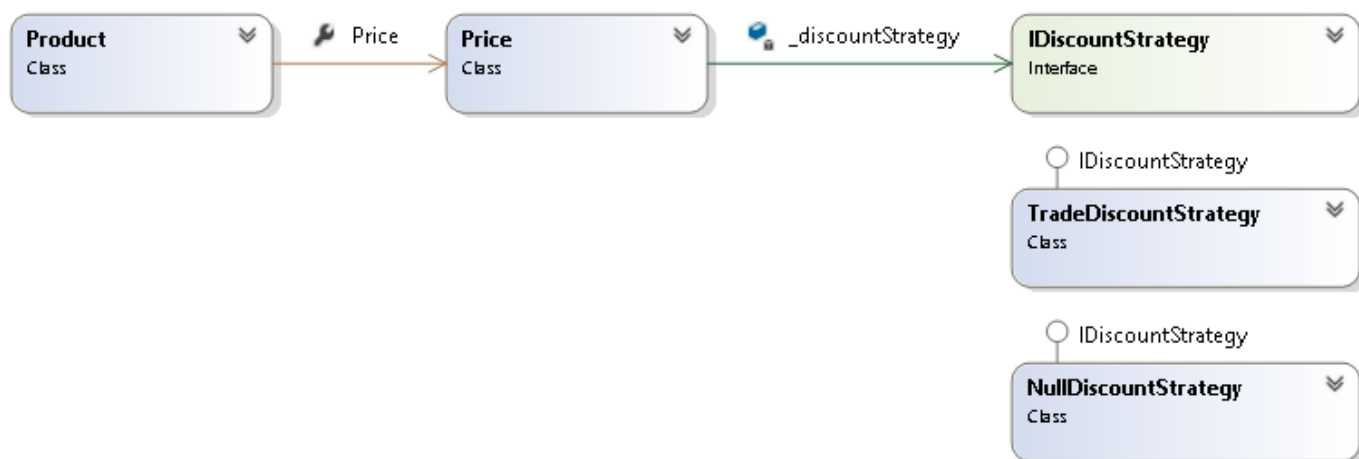 Product
Class
Price
Price
Class
_discountStrategy
IDiscountStrategy
Interface
IDiscountStrategy
TradeDiscountStrategy
Class
IDiscountStrategy
NullDiscountStrategy
Class